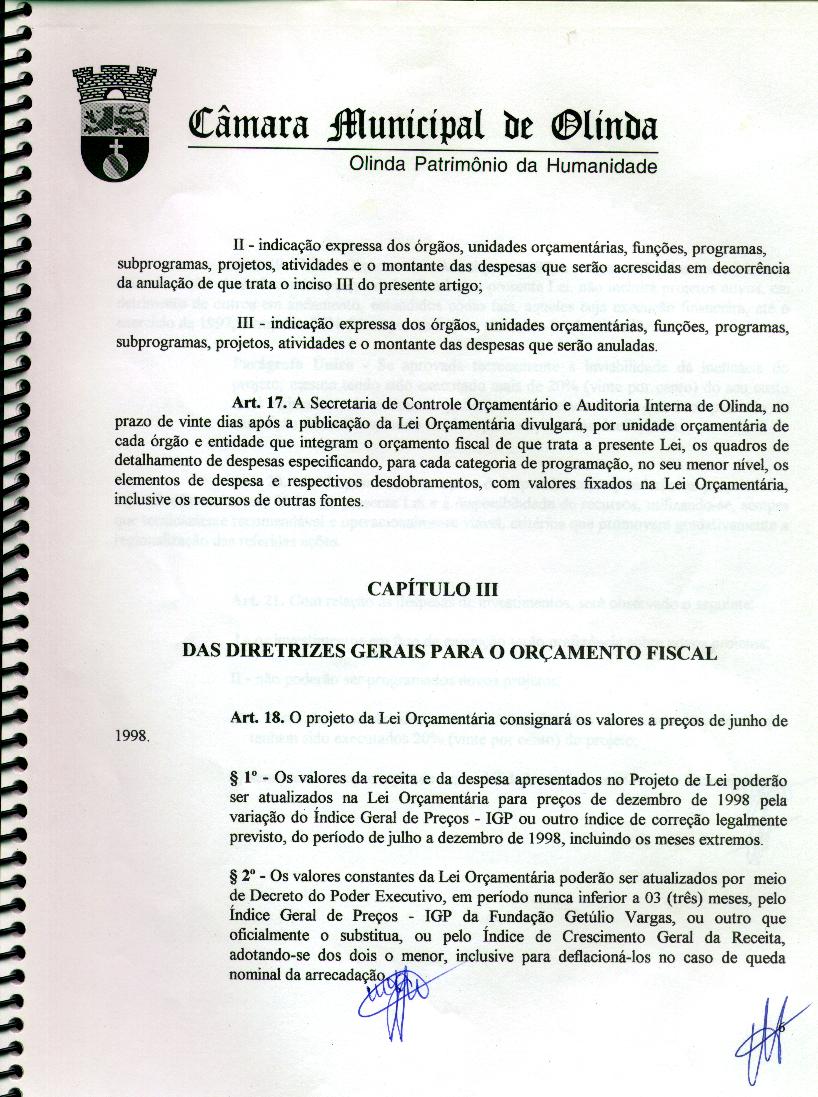 Câmara Municipal de Olinda
Olinda Patrimônio da Humanidade
II - indicação expressa dos órgãos, unidades orçamentárias, funções, programas,
subprogramas, projetos, atividades e o montante das despesas que serão acrescidas em decorrência
da anulação de que trata o inciso III do presente artigo;
III - indicação expressa dos órgãos, unidades orçamentárias, funções, programas,
subprogramas, projetos, atividades e o montante das despesas que serão anuladas.
Art. 17. A Secretaria de Controle Orçamentário e Auditoria Interna de Olinda, no
prazo de vinte dias após a publicação da Lei Orçamentária divulgará, por unidade orçamentária de
cada órgão e entidade que integram o orçamento fiscal de que trata a presente Lei, os quadros de
detalhamento de despesas especificando, para cada categoria de programação, no seu menor nível, os
elementos de despesa e respectivos desdobramentos, com valores fixados na Lei Orçamentária,
inclusive os recursos de outras fontes.
CAPÍTULO III
DAS DIRETRIZES GERAIS PARA O ORÇAMENTO FISCAL
Art. 18. O projeto da Lei Orçamentária consignará os valores a preços de junho de
1998.
§ 1º - Os valores da receita e da despesa apresentados no Projeto de Lei poderão
ser atualizados na Lei Orçamentária para preços de dezembro de 1998 pela
variação do Índice Geral de Preços - IGP ou outro índice de correção legalmente
previsto, do período de julho a dezembro de 1998, incluindo os meses extremos.
§ 2º - Os valores constantes da Lei Orçamentária poderão ser atualizados por meio
de Decreto do Poder Executivo, em período nunca inferior a 03 (três) meses, pelo
Índice Geral de Preços - IGP da Fundação Getúlio Vargas, ou outro que
oficialmente o substitua, ou pelo Índice de Crescimento Geral da Receita,
adotando-se dos dois o menor, inclusive para deflacioná-los no caso de queda
nominal da arrecadação.
6